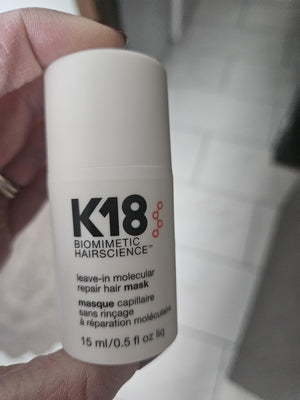 K18
BIOMIMETIC
HAIRSCIENCE™
leave-in molecular
repair hair mask
masque capillaire
sans rinçage
à réparation moléculaire
15 ml/0.5 fl oz liq